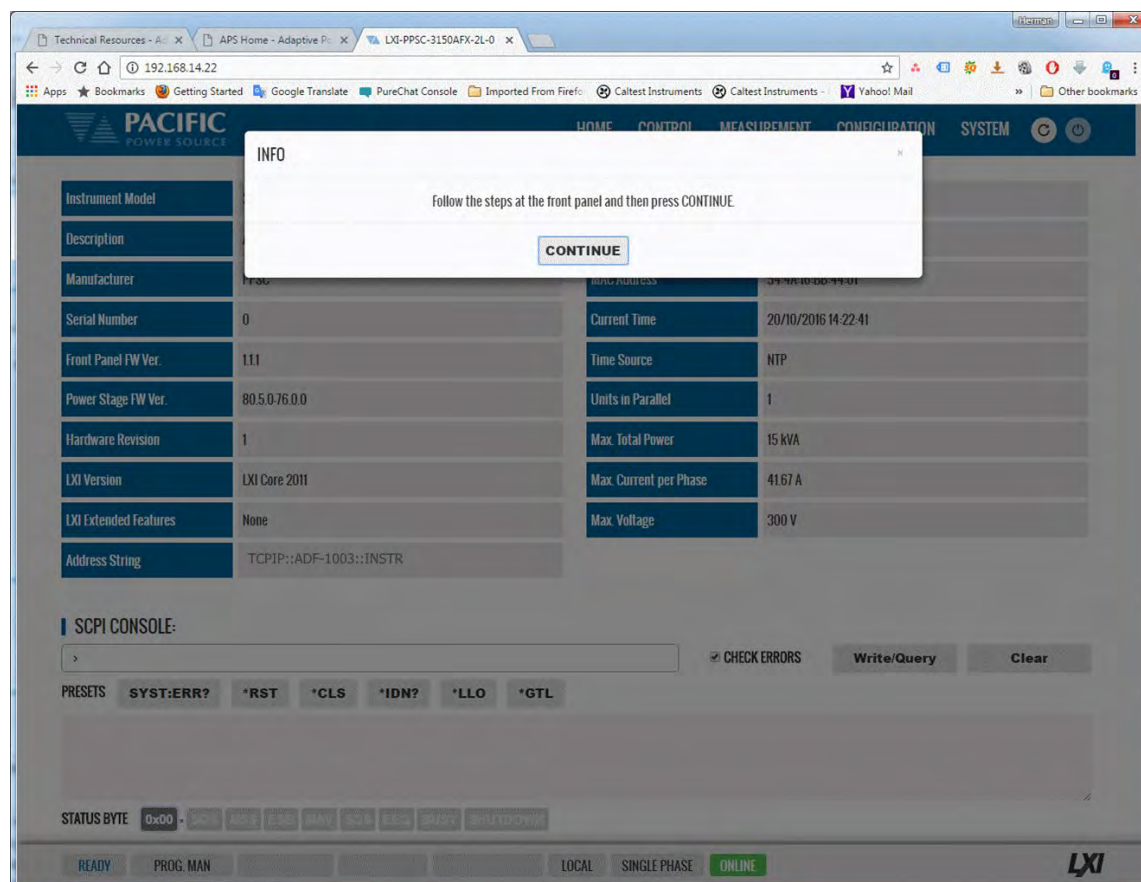 Herman
Technical Resources - A
APS Home - Adaptive P
LXI-PPSC-3150AFX-2L-0
192.168.14.22
Apps Bookmarks Getting Started Google Translate PureChat Console Imported From Firefo Caltest Instruments Caltest Instruments - Yahoo! Mail » Other bookmarks
PACIFIC
POWER SOURCE
HOME CONTROL MEASUREMENT CONFIGURATION SYSTEM
INFO
×
Follow the steps at the front panel and then press CONTINUE.
CONTINUE
Instrument Model
Description
Manufacturer PPSC MAC Address
Serial Number 0 Current Time 20/10/2016 14:22:41
Front Panel FW Ver. 1.1.1 Time Source NTP
Power Stage FW Ver. 80.5.0-76.0.0 Units in Parallel 1
Hardware Revision 1 Max. Total Power 15 kVA
LXI Version LXI Core 2011 Max. Current per Phase 41.67 A
LXI Extended Features None Max. Voltage 300 V
Address String TCPIP::ADF-1003::INSTR
SCPI CONSOLE:
> CHECK ERRORS Write/Query Clear
PRESETS SYST:ERR? *RST *CLS *IDN? *LLO *GTL
STATUS BYTE 0x00 -
READY PROG. MAN LOCAL SINGLE PHASE ONLINE LXI